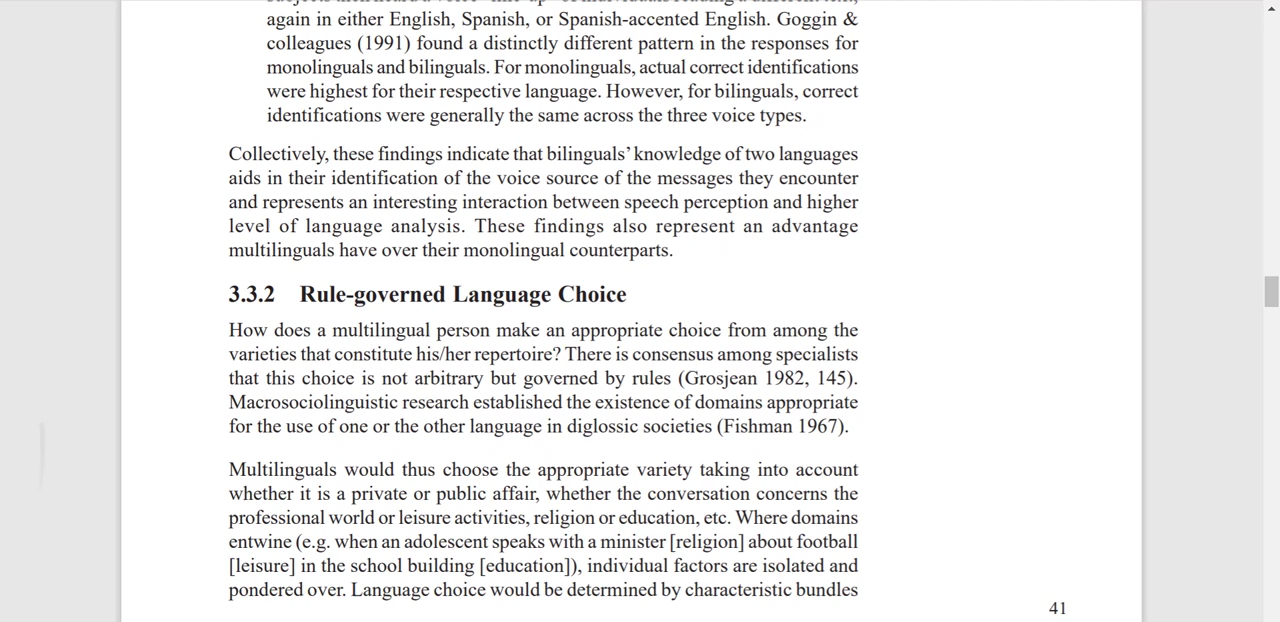 again in either English, Spanish, or Spanish-accented English. Goggin &
colleagues (1991) found a distinctly different pattern in the responses for
monolinguals and bilinguals. For monolinguals, actual correct identifications
were highest for their respective language. However, for bilinguals, correct
identifications were generally the same across the three voice types.
Collectively, these findings indicate that bilinguals’ knowledge of two languages
aids in their identification of the voice source of the messages they encounter
and represents an interesting interaction between speech perception and higher
level of language analysis. These findings also represent an advantage
multilinguals have over their monolingual counterparts.
3.3.2 Rule-governed Language Choice
How does a multilingual person make an appropriate choice from among the
varieties that constitute his/her repertoire? There is consensus among specialists
that this choice is not arbitrary but governed by rules (Grosjean 1982, 145).
Macrosociolinguistic research established the existence of domains appropriate
for the use of one or the other language in diglossic societies (Fishman 1967).
Multilinguals would thus choose the appropriate variety taking into account
whether it is a private or public affair, whether the conversation concerns the
professional world or leisure activities, religion or education, etc. Where domains
entwine (e.g. when an adolescent speaks with a minister [religion] about football
[leisure] in the school building [education]), individual factors are isolated and
pondered over. Language choice would be determined by characteristic bundles
41